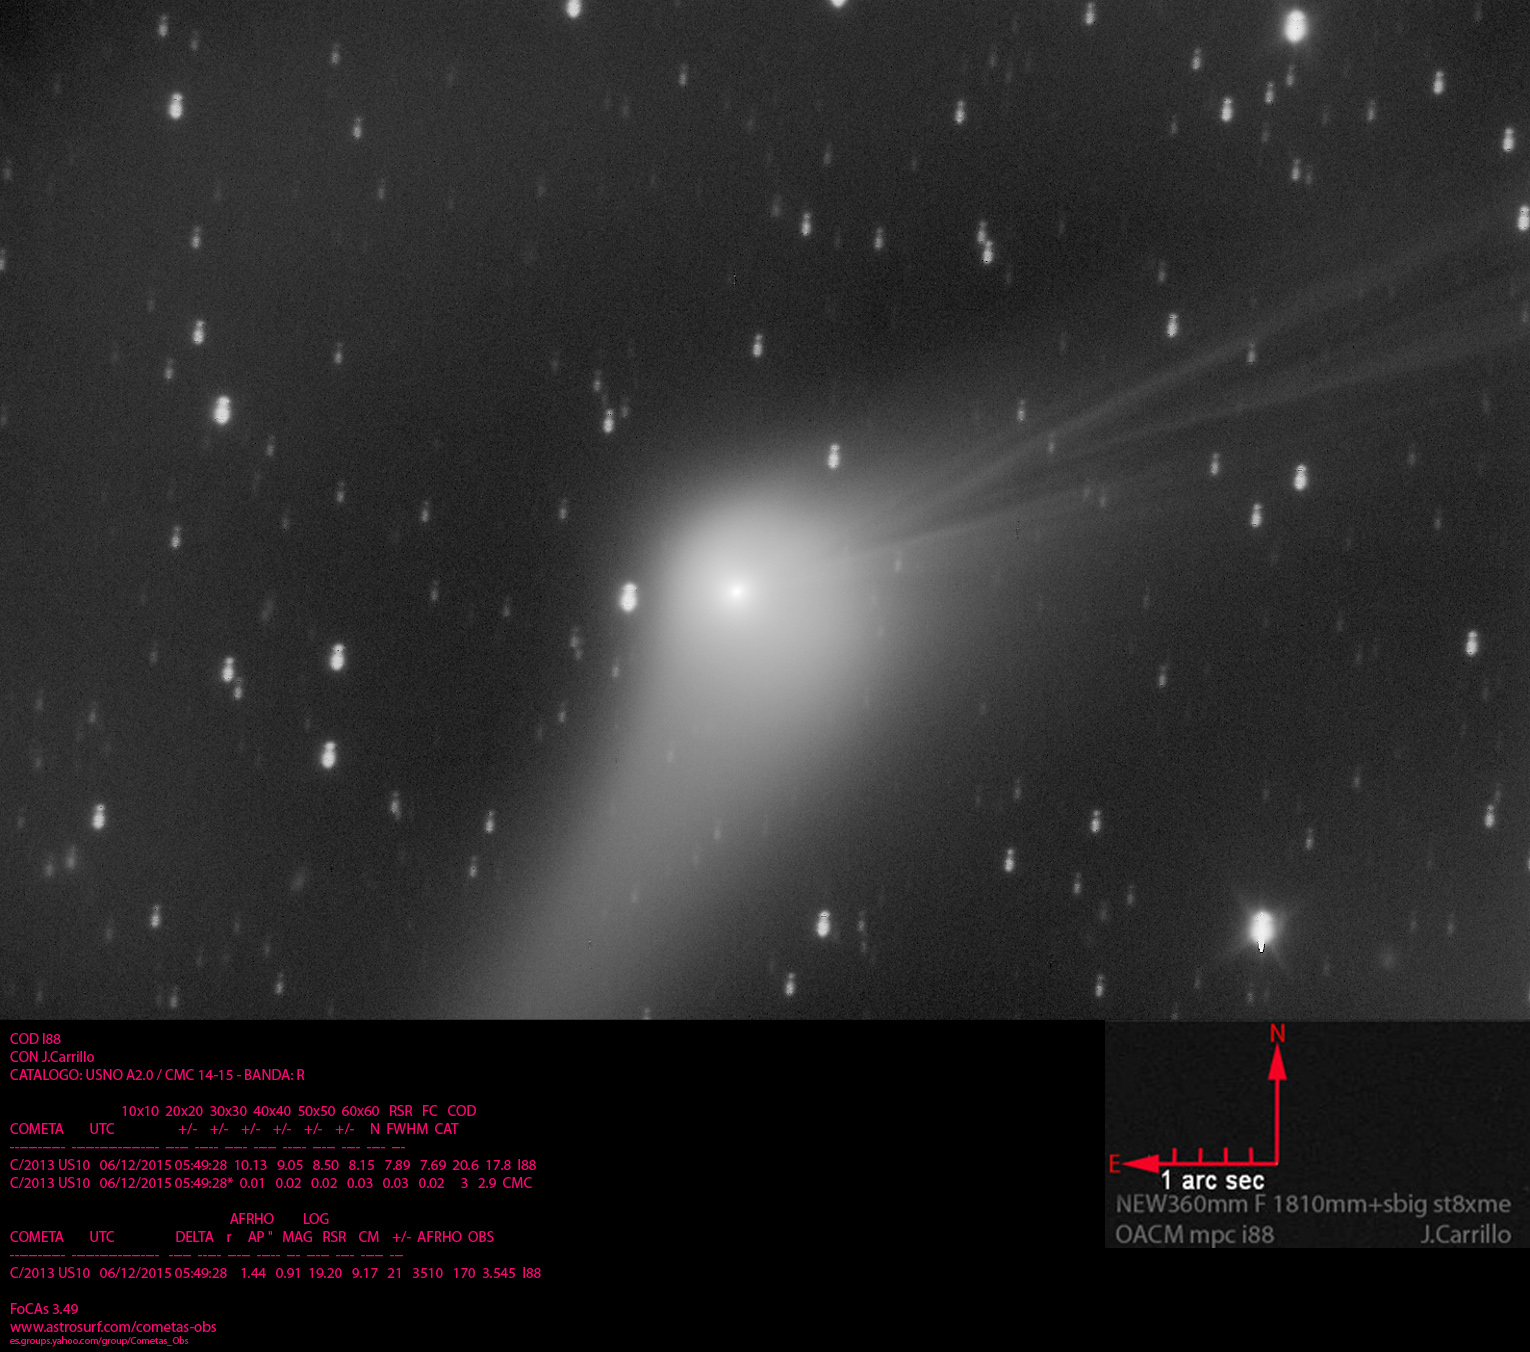 COD I88
CON J.Carrillo
CATALOGO: USNO A2.0 / CMC 14-15 - BANDA: R
10x10 20x20 30x30 40x40 50x50 60x60 RSR FC COD
COMETA UTC +/- +/- +/- +/- +/- +/- N FWHM CAT
C/2013 US10 06/12/2015 05:49:28 10.13 9.05 8.50 8.15 7.89 7.69 20.6 17.8 I88
C/2013 US10 06/12/2015 05:49:28* 0.01 0.02 0.02 0.03 0.03 0.02 3 2.9 CMC
AFRHO LOG
COMETA UTC DELTA r AP " MAG RSR CM +/- AFRHO OBS
C/2013 US10 06/12/2015 05:49:28 1.44 0.91 19.20 9.17 21 3510 170 3.545 I88
FoCAs 3.49
www.astrosurf.com/cometas-obs
es.groups.yahoo.com/group/Cometas_Obs
N
E
1 arc sec
NEW360mm F 1810mm+sbig st8xme
OACM mpc i88 J.Carrillo